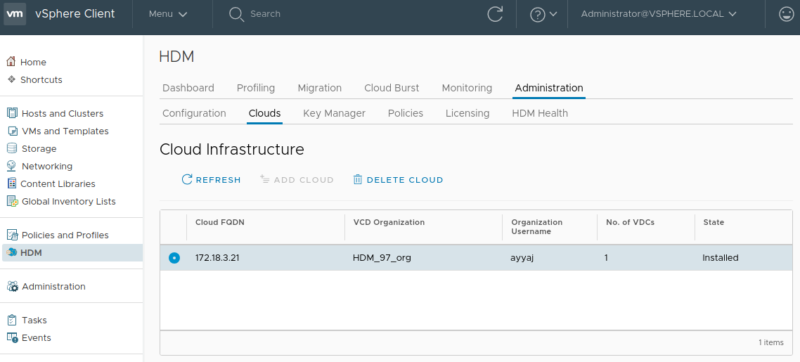 vm vSphere Client Menu Search Administrator@VSPHERE.LOCAL
Home
Shortcuts
Hosts and Clusters
VMs and Templates
Storage
Networking
Content Libraries
Global Inventory Lists
Policies and Profiles
HDM
Administration
Tasks
Events
HDM
Dashboard Profiling Migration Cloud Burst Monitoring Administration
Configuration Clouds Key Manager Policies Licensing HDM Health
Cloud Infrastructure
REFRESH ADD CLOUD DELETE CLOUD
Cloud FQDN VCD Organization Organization Username No. of VDCs State
172.18.3.21 HDM_97_org ayyaj 1 Installed
1 items